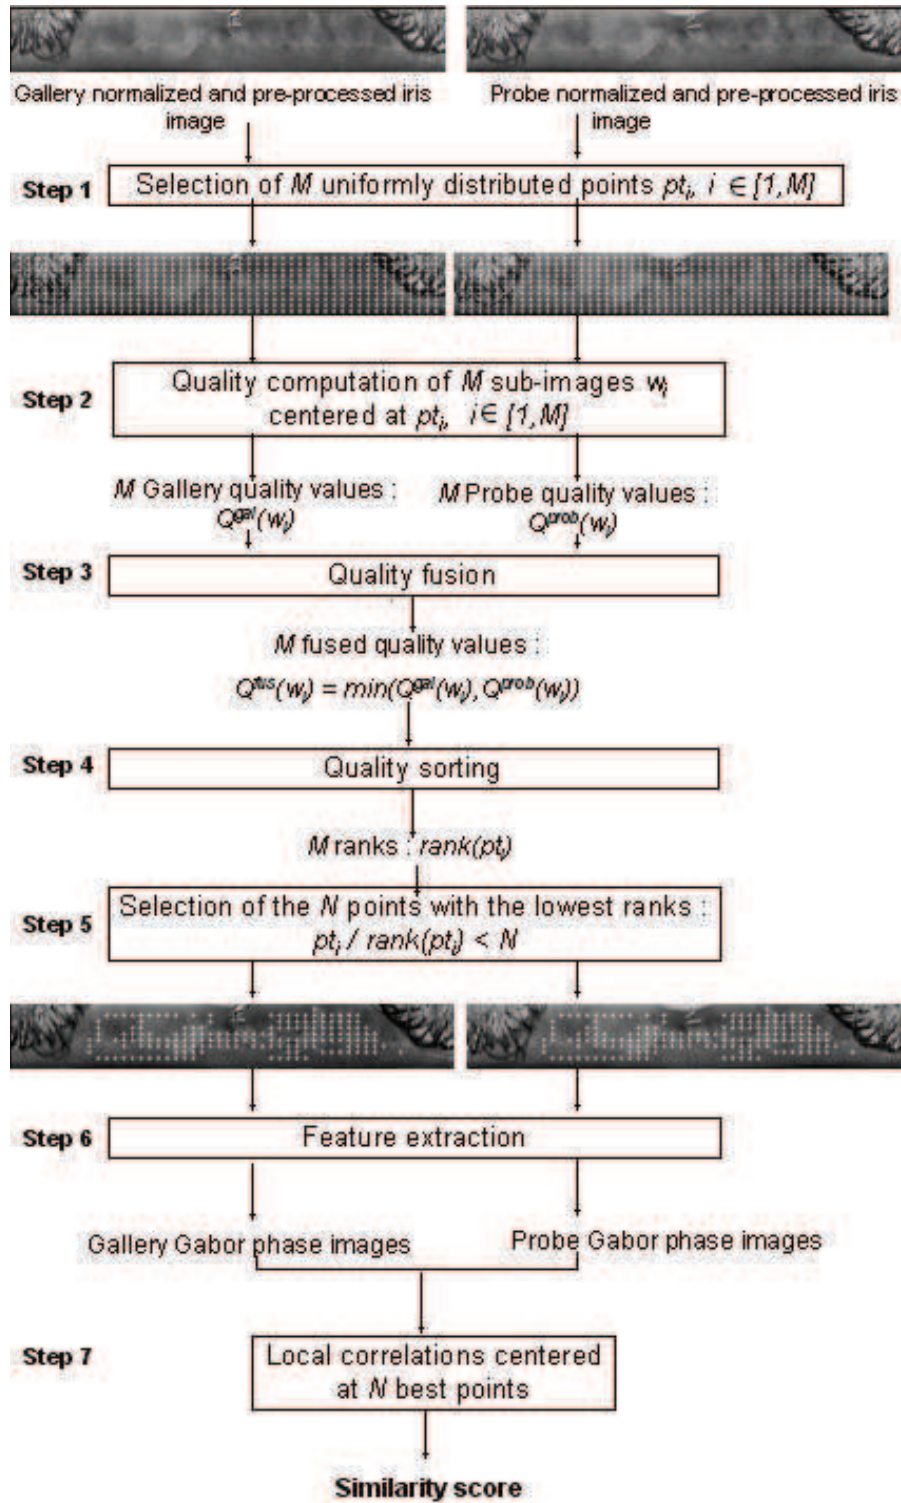 Gallery normalized and pre-processed iris image
Probe normalized and pre-processed iris image
Step 1
Selection of M uniformly distributed points pti, i ∈ [1,M]
Step 2
Quality computation of M sub-images wi
centered at pti, i ∈ [1,M]
M Gallery quality values :
Qgal(wi)
M Probe quality values :
Qprob(wi)
Step 3
Quality fusion
M fused quality values :
Qfus(wi) = min(Qgal(wi), Qprob(wi))
Step 4
Quality sorting
M ranks : rank(pti)
Step 5
Selection of the N points with the lowest ranks :
pti / rank(pti) < N
Step 6
Feature extraction
Gallery Gabor phase images
Probe Gabor phase images
Step 7
Local correlations centered
at N best points
Similarity score